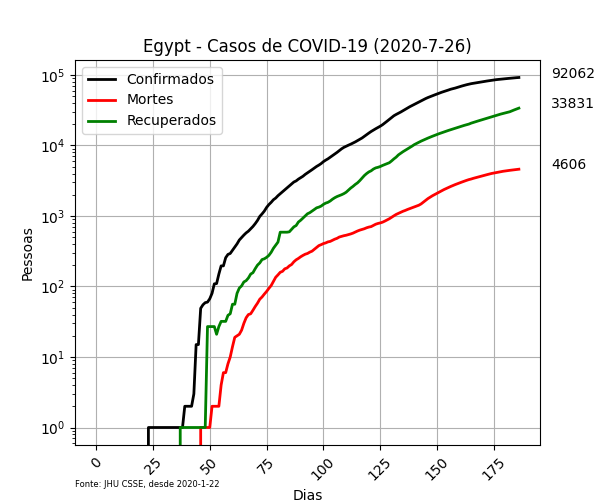 Egypt - Casos de COVID-19 (2020-7-26)
Confirmados
Mortes
Recuperados
92062
33831
4606
Pessoas
10⁵
10⁴
10³
10²
10¹
10⁰
0 25 50 75 100 125 150 175
Fonte: JHU CSSE, desde 2020-1-22
Dias